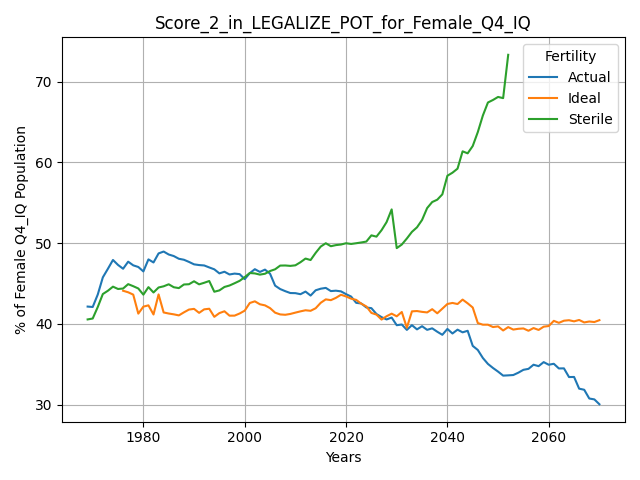 Score_2_in_LEGALIZE_POT_for_Female_Q4_IQ
% of Female Q4_IQ Population
70
60
50
40
30
Fertility
Actual
Ideal
Sterile
1980
2000
2020
2040
2060
Years